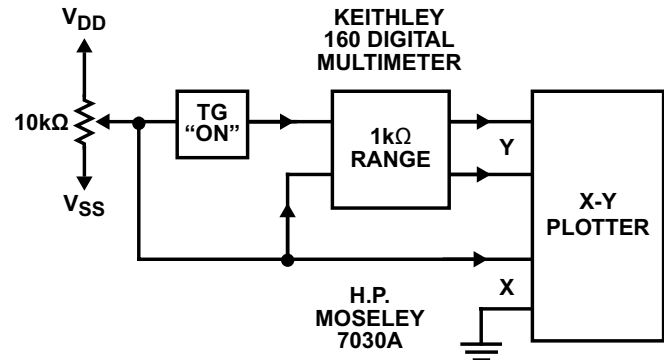 KEITHLEY
160 DIGITAL
MULTIMETER
VDD
10kΩ
VSS
TG
“ON”
1kΩ
RANGE
Y
X
X-Y
PLOTTER
H.P.
MOSELEY
7030A